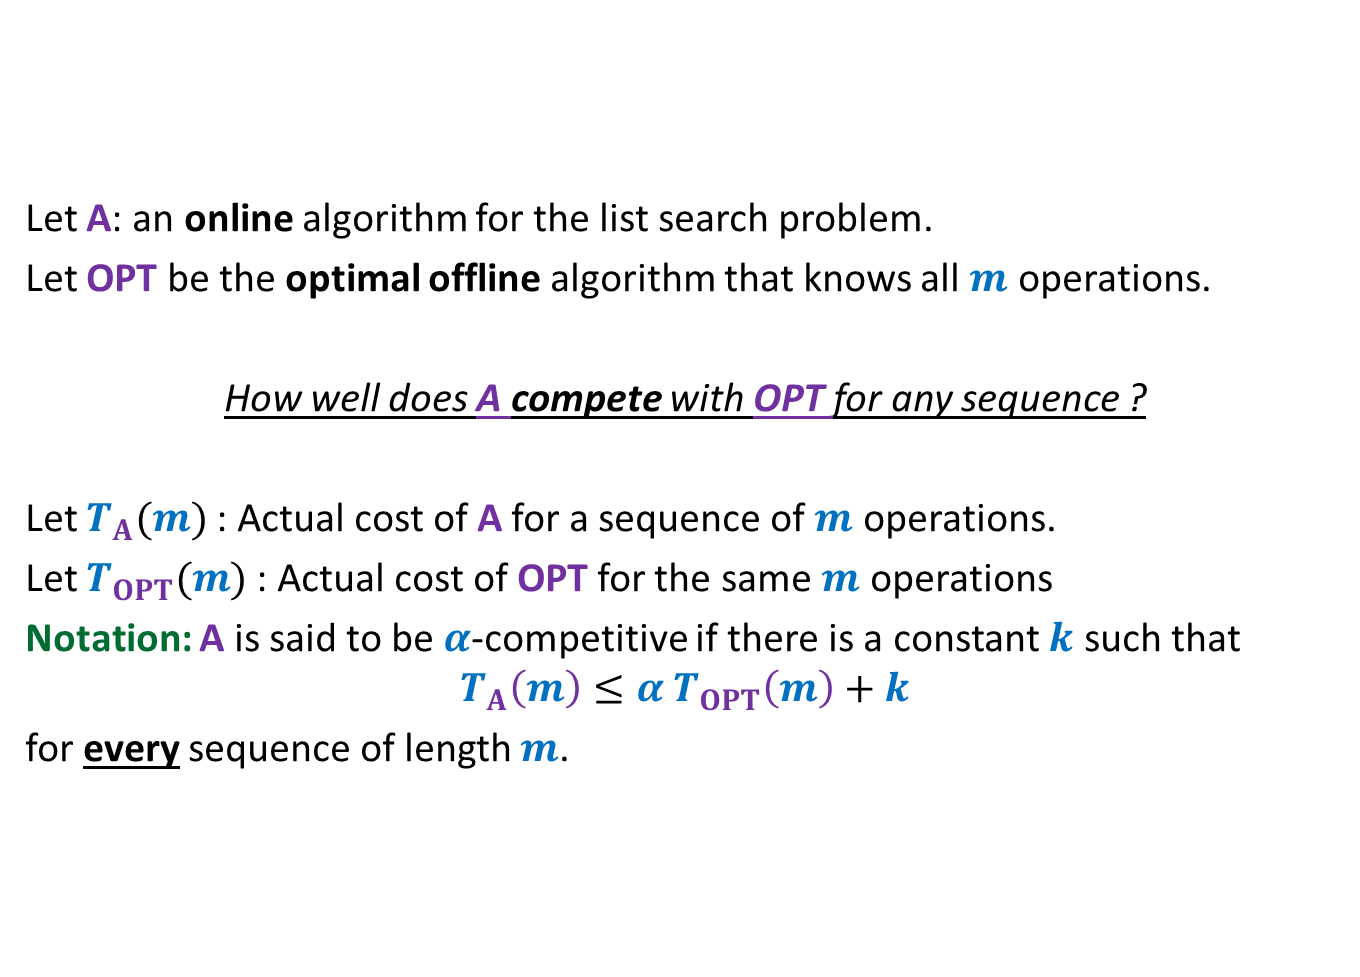 Let A: an online algorithm for the list search problem.
Let OPT be the optimal offline algorithm that knows all m operations.
How well does A compete with OPT for any sequence ?
Let T_A(m) : Actual cost of A for a sequence of m operations.
Let T_OPT(m) : Actual cost of OPT for the same m operations
Notation: A is said to be α-competitive if there is a constant k such that
T_A(m) ≤ α T_OPT(m) + k
for every sequence of length m.